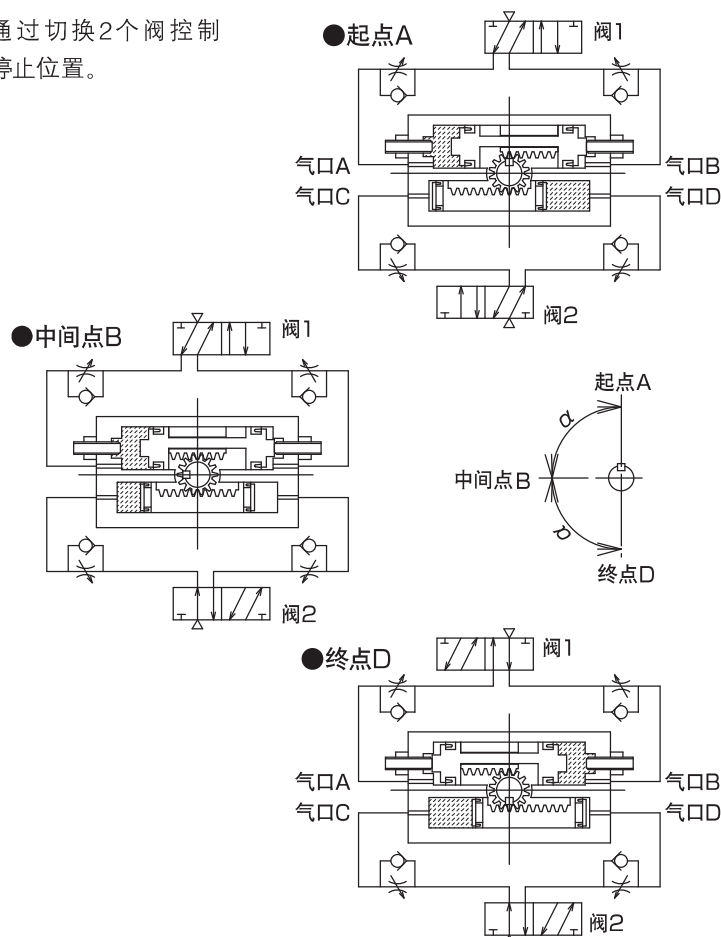 通过切换2个阀控制
停止位置。
●起点A
阀1
气口A
气口B
气口C
气口D
阀2
●中间点B
阀1
阀2
起点A
α
中间点B
α
终点D
●终点D
阀1
气口A
气口B
气口C
气口D
阀2